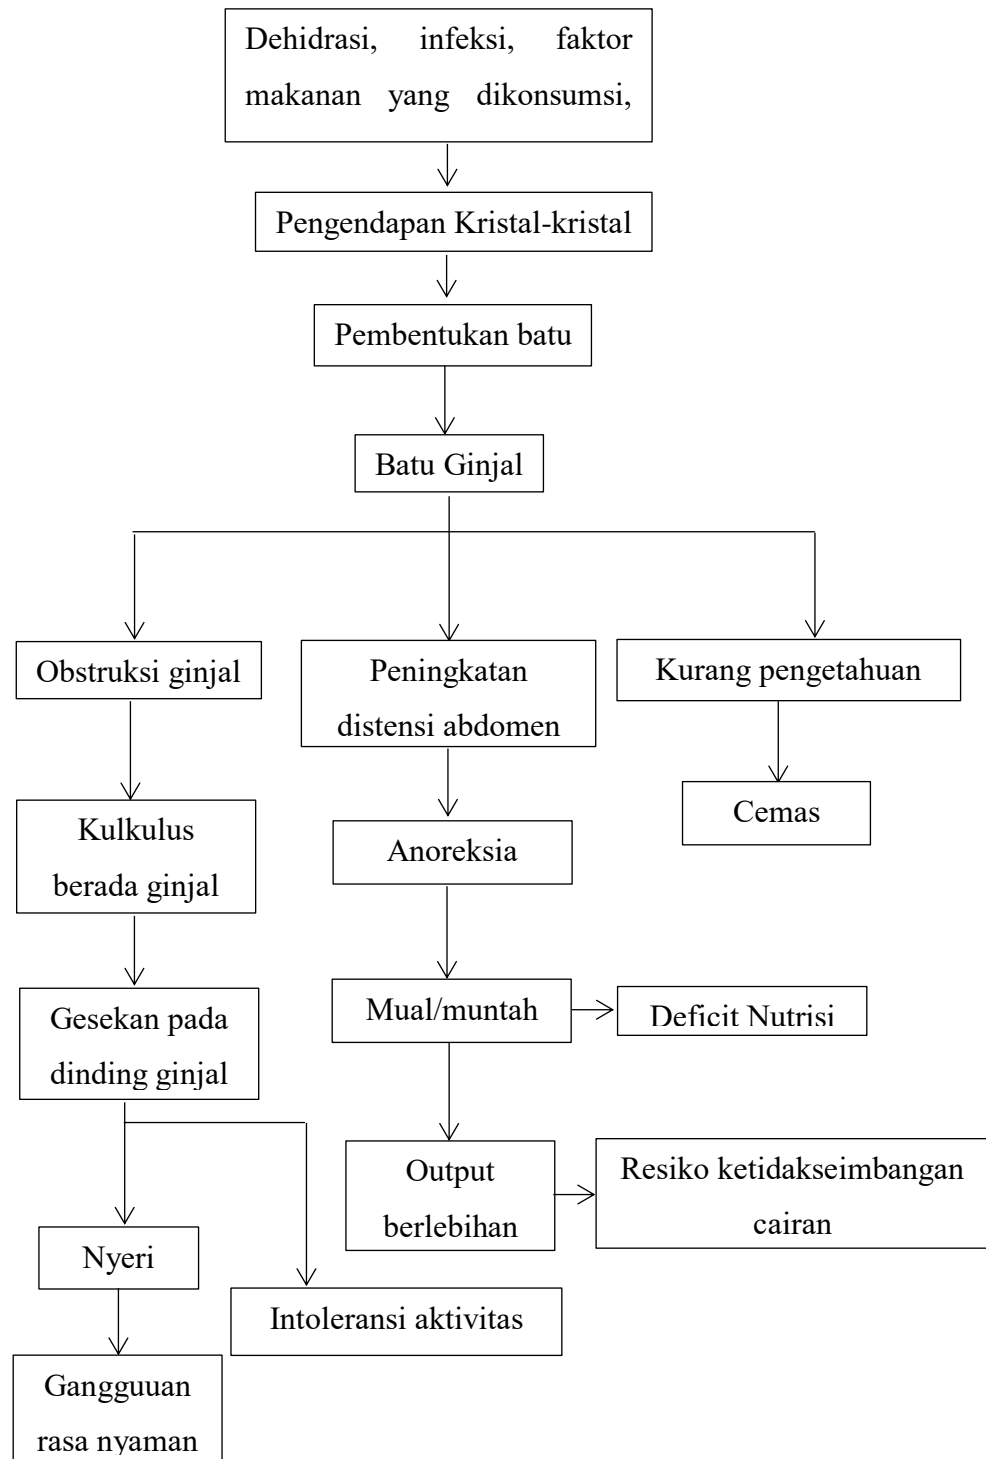 Dehidrasi, infeksi, faktor
makanan yang dikonsumsi,
Pengendapan Kristal-kristal
Pembentukan batu
Batu Ginjal
Obstruksi ginjal
Peningkatan
distensi abdomen
Kurang pengetahuan
Kulkulus
berada ginjal
Anoreksia
Cemas
Gesekan pada
dinding ginjal
Mual/muntah
Deficit Nutrisi
Output
berlebihan
Resiko ketidakseimbangan
cairan
Nyeri
Intoleransi aktivitas
Gangguuan
rasa nyaman